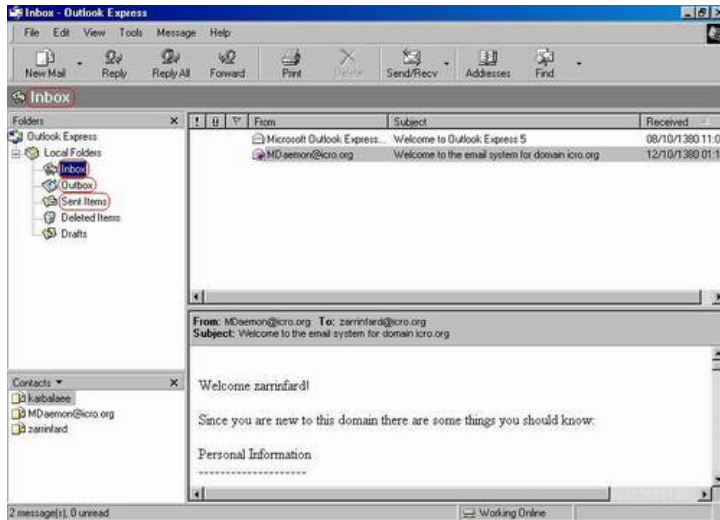 Inbox - Outlook Express
File Edit View Tools Message Help
New Mail Reply Reply All Forward Print Delete Send/Recv Addresses Find
Inbox
Folders
Outlook Express
Local Folders
Inbox
Outbox
Sent Items
Deleted Items
Drafts
! From Subject Received
Microsoft Outlook Express... Welcome to Outlook Express 5 08/10/1380 11:0
MDaemon@icro.org Welcome to the email system for domain icro.org 12/10/1380 01:1
From: MDaemon@icro.org To: zarrinfard@icro.org
Subject: Welcome to the email system for domain icro.org
Welcome zarrinfard!
Since you are new to this domain there are some things you should know:
Personal Information
--------------------
Contacts
karbalaee
MDaemon@icro.org
zarrinfard
2 message(s), 0 unread
Working Online